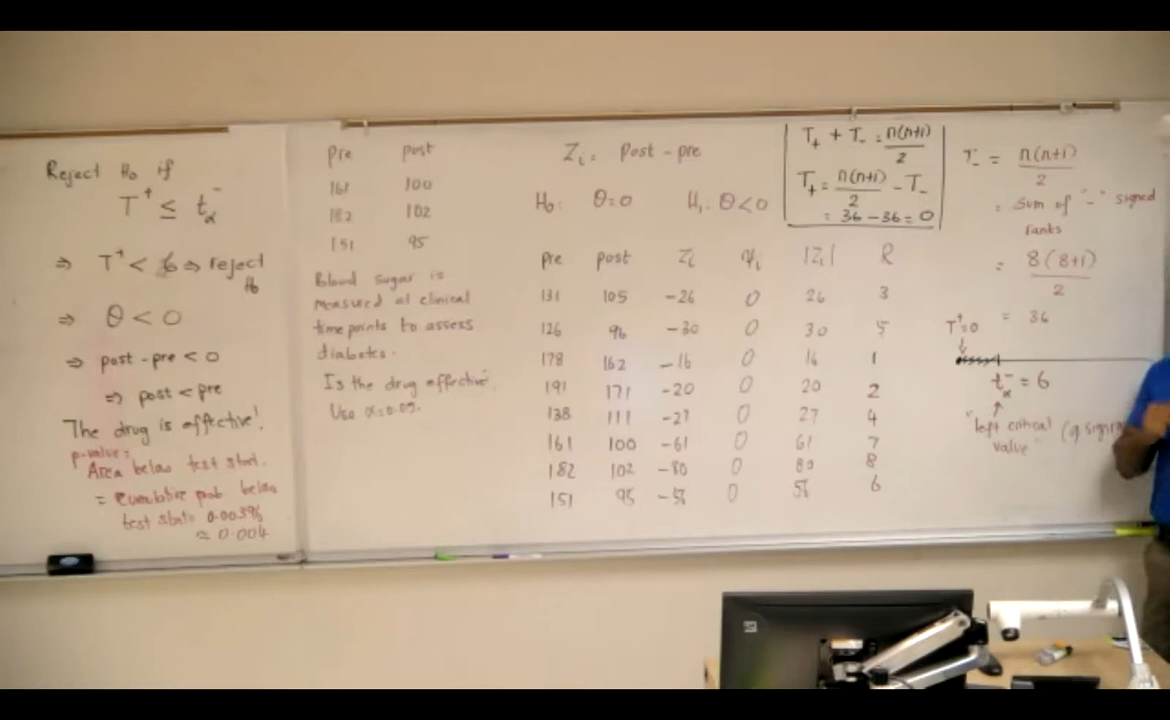 Reject H₀ if
T⁺ ≤ t⁻α
⇒ T⁺ < 6 ⇒ reject H₀
⇒ θ < 0
⇒ post - pre < 0
⇒ post < pre
The drug is effective!
p-value =
Area below test stat.
= Cumulative prob below
test stat = 0.0039
≈ 0.004
pre post
161 100
182 102
151 95
Blood sugar is
measured at clinical
time points to assess
diabetes.
Is the drug effective.
Use α=0.05.
Zi = Post - pre
H₀: θ=0 H₁: θ<0
T₊ + T₋ = n(n+1)/2
T₊ = n(n+1)/2 - T₋
= 36 - 36 = 0
pre post Zi ψi |Zi| R
131 105 -26 0 26 3
126 96 -30 0 30 5
178 162 -16 0 16 1
191 171 -20 0 20 2
138 111 -27 0 27 4
161 100 -61 0 61 7
182 102 -80 0 80 8
151 95 -56 0 56 6
T₋ = n(n+1)/2
= Sum of "-" signed
ranks
= 8(8+1)/2
= 36
T⁺=0
t⁻α = 6
"left critical
value"